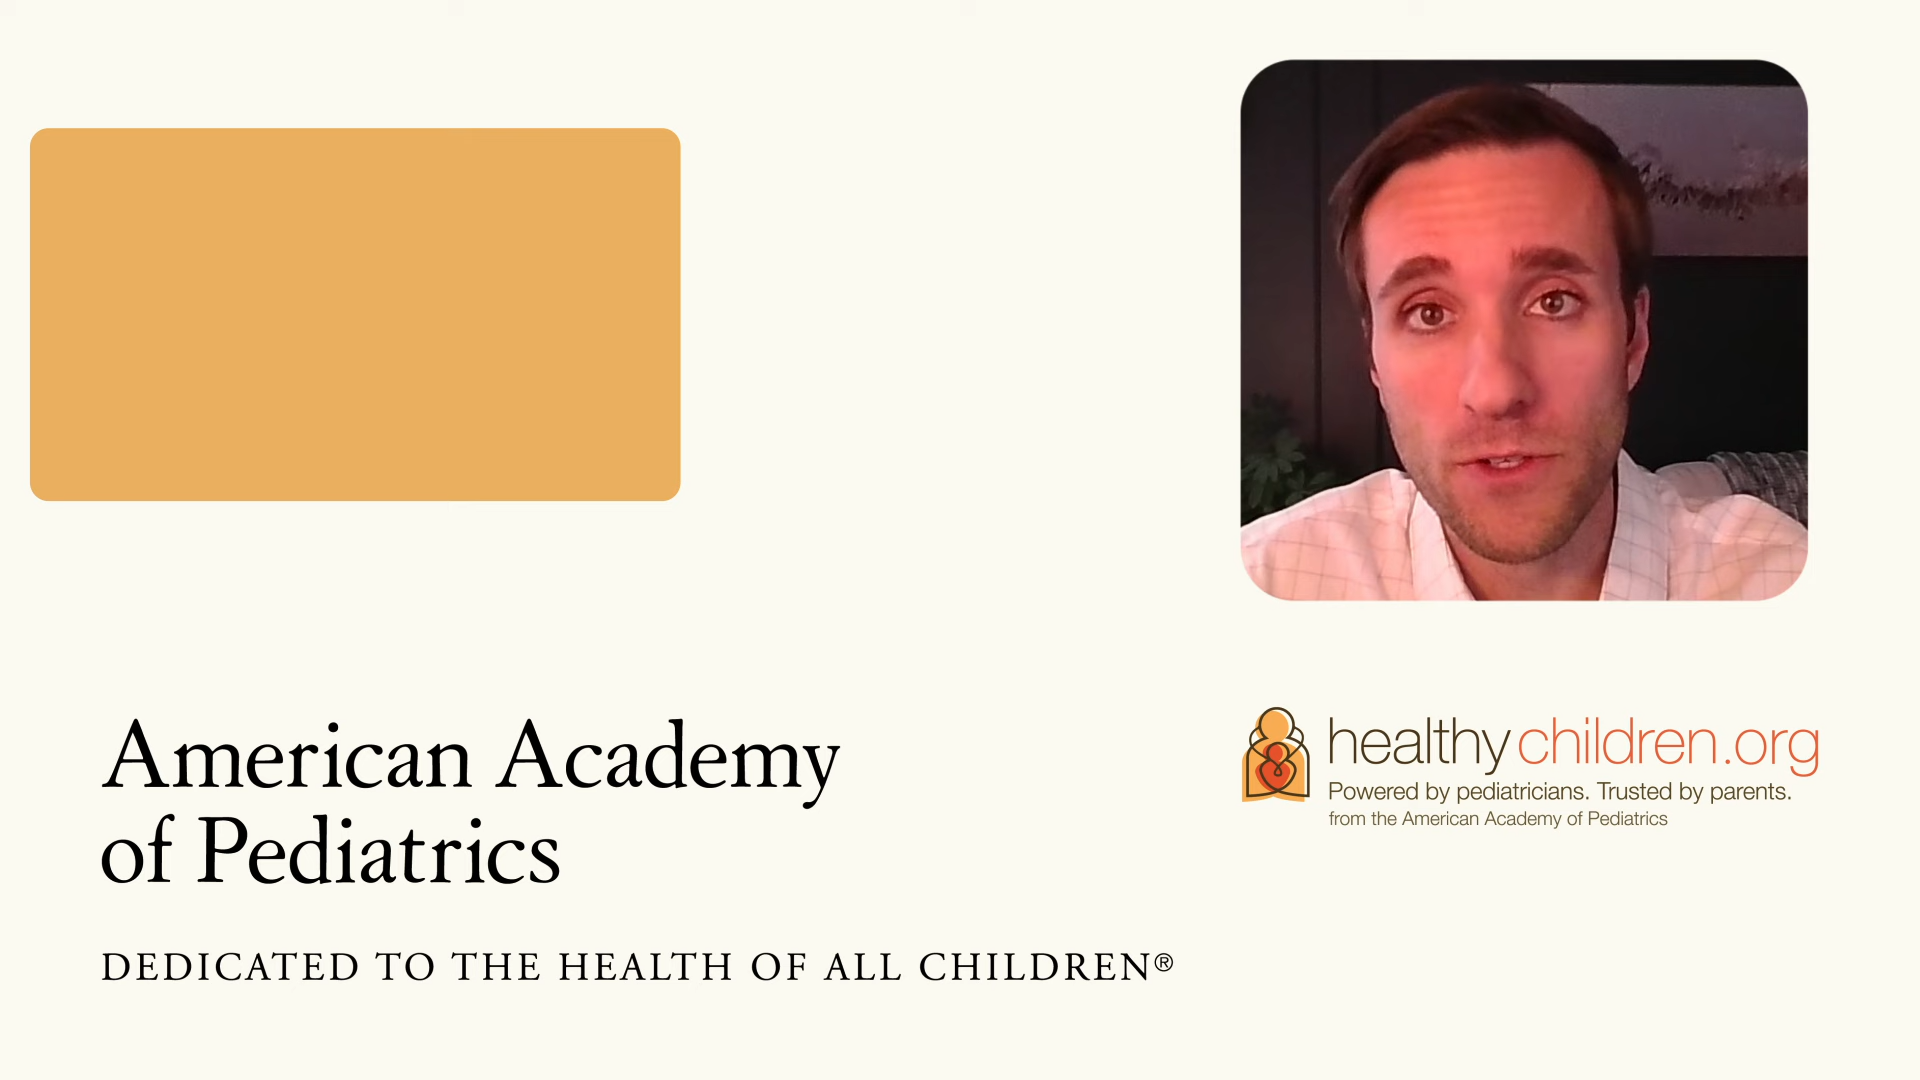 American Academy
of Pediatrics
DEDICATED TO THE HEALTH OF ALL CHILDREN®
healthychildren.org
Powered by pediatricians. Trusted by parents.
from the American Academy of Pediatrics